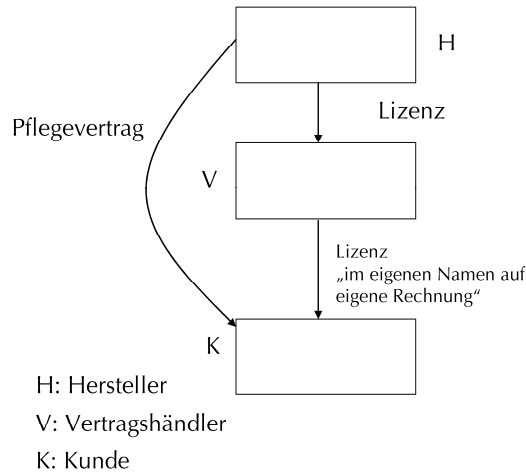 H
Lizenz
Pflegevertrag
V
Lizenz
„im eigenen Namen auf
eigene Rechnung“
K
H: Hersteller
V: Vertragshändler
K: Kunde